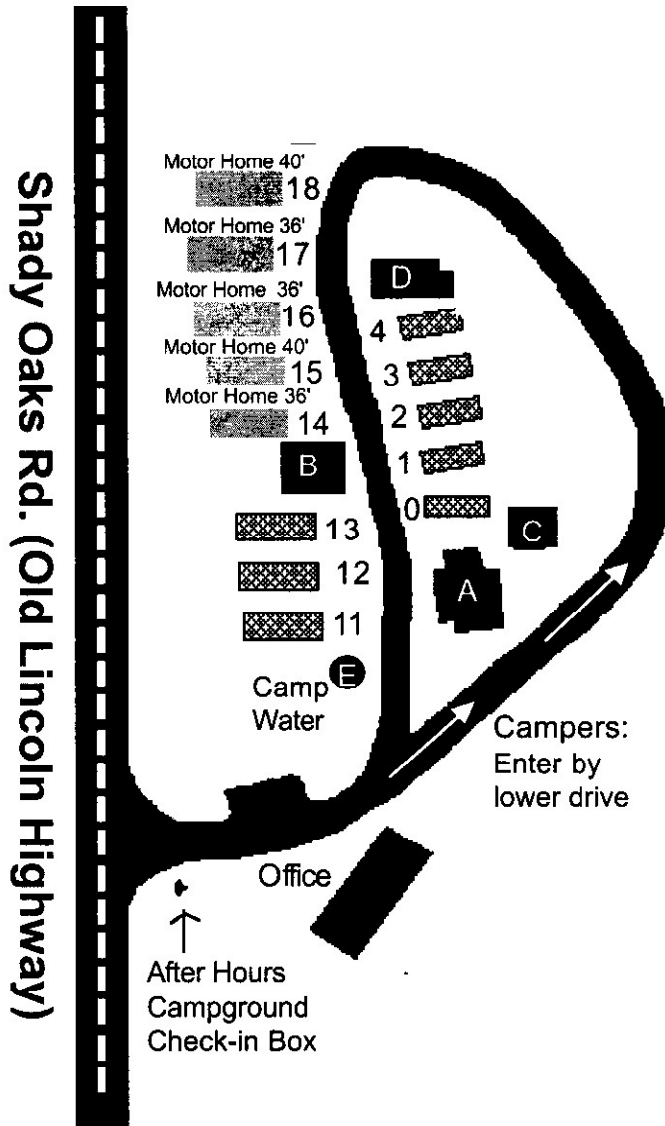 Shady Oaks Rd. (Old Lincoln Highway)
Motor Home 40'
18
Motor Home 36'
17
Motor Home 36'
16
Motor Home 40'
15
Motor Home 36'
14
B
13
12
11
E
Camp
Water
D
4
3
2
1
0
C
A
Campers:
Enter by
lower drive
Office
After Hours
Campground
Check-in Box